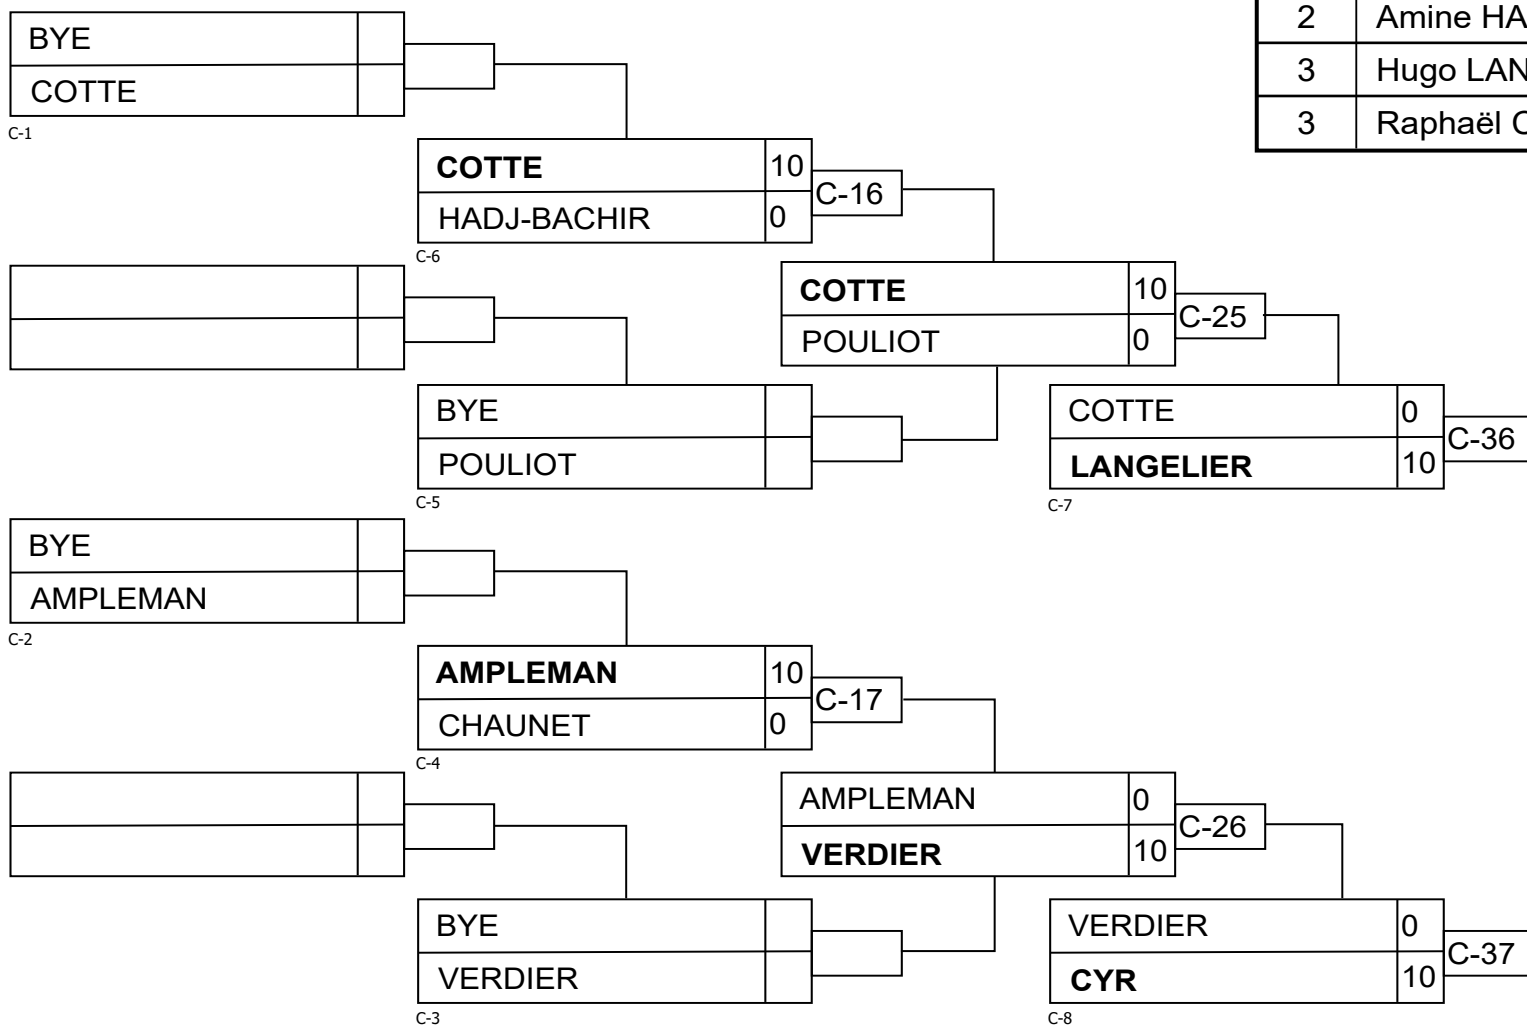 2 Amine HA
3 Hugo LAN
3 Raphaël C
BYE
COTTE
C-1
COTTE 10
HADJ-BACHIR 0
C-16
C-6
COTTE 10
POULIOT 0
C-25
BYE
POULIOT
C-5
COTTE 0
LANGELIER 10
C-36
C-7
BYE
AMPLEMAN
C-2
AMPLEMAN 10
CHAUNET 0
C-17
C-4
AMPLEMAN 0
VERDIER 10
C-26
BYE
VERDIER
C-3
VERDIER 0
CYR 10
C-37
C-8